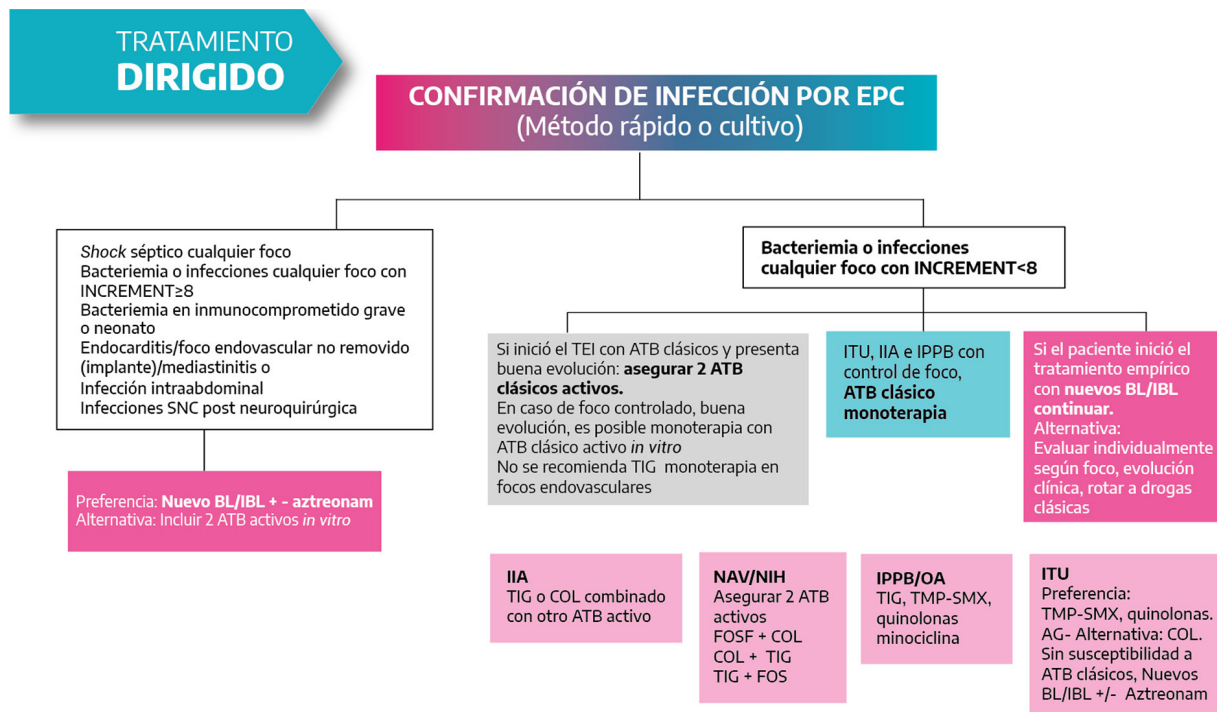 TRATAMIENTO
DIRIGIDO
CONFIRMACIÓN DE INFECCIÓN POR EPC
(Método rápido o cultivo)
Shock séptico cualquier foco
Bacteriemia o infecciones cualquier foco con
INCREMENT≥8
Bacteriemia en inmunocomprometido grave
o neonato
Endocarditis/foco endovascular no removido
(implante)/mediastinitis o
Infección intraabdominal
Infecciones SNC post neuroquirúrgica
Preferencia: Nuevo BL/IBL + - aztreonam
Alternativa: Incluir 2 ATB activos in vitro
Bacteriemia o infecciones
cualquier foco con INCREMENT<8
Si inició el TEI con ATB clásicos y presenta
buena evolución: asegurar 2 ATB
clásicos activos.
En caso de foco controlado, buena
evolución, es posible monoterapia con
ATB clásico activo in vitro
No se recomienda TIG monoterapia en
focos endovasculares
ITU, IIA e IPPB con
control de foco,
ATB clásico
monoterapia
Si el paciente inició el
tratamiento empírico
con nuevos BL/IBL
continuar.
Alternativa:
Evaluar individualmente
según foco, evolución
clínica, rotar a drogas
clásicas
IIA
TIG o COL combinado
con otro ATB activo
NAV/NIH
Asegurar 2 ATB
activos
FOSF + COL
COL + TIG
TIG + FOS
IPPB/OA
TIG, TMP-SMX,
quinolonas
minociclina
ITU
Preferencia:
TMP-SMX, quinolonas.
AG- Alternativa: COL.
Sin susceptibilidad a
ATB clásicos, Nuevos
BL/IBL +/- Aztreonam